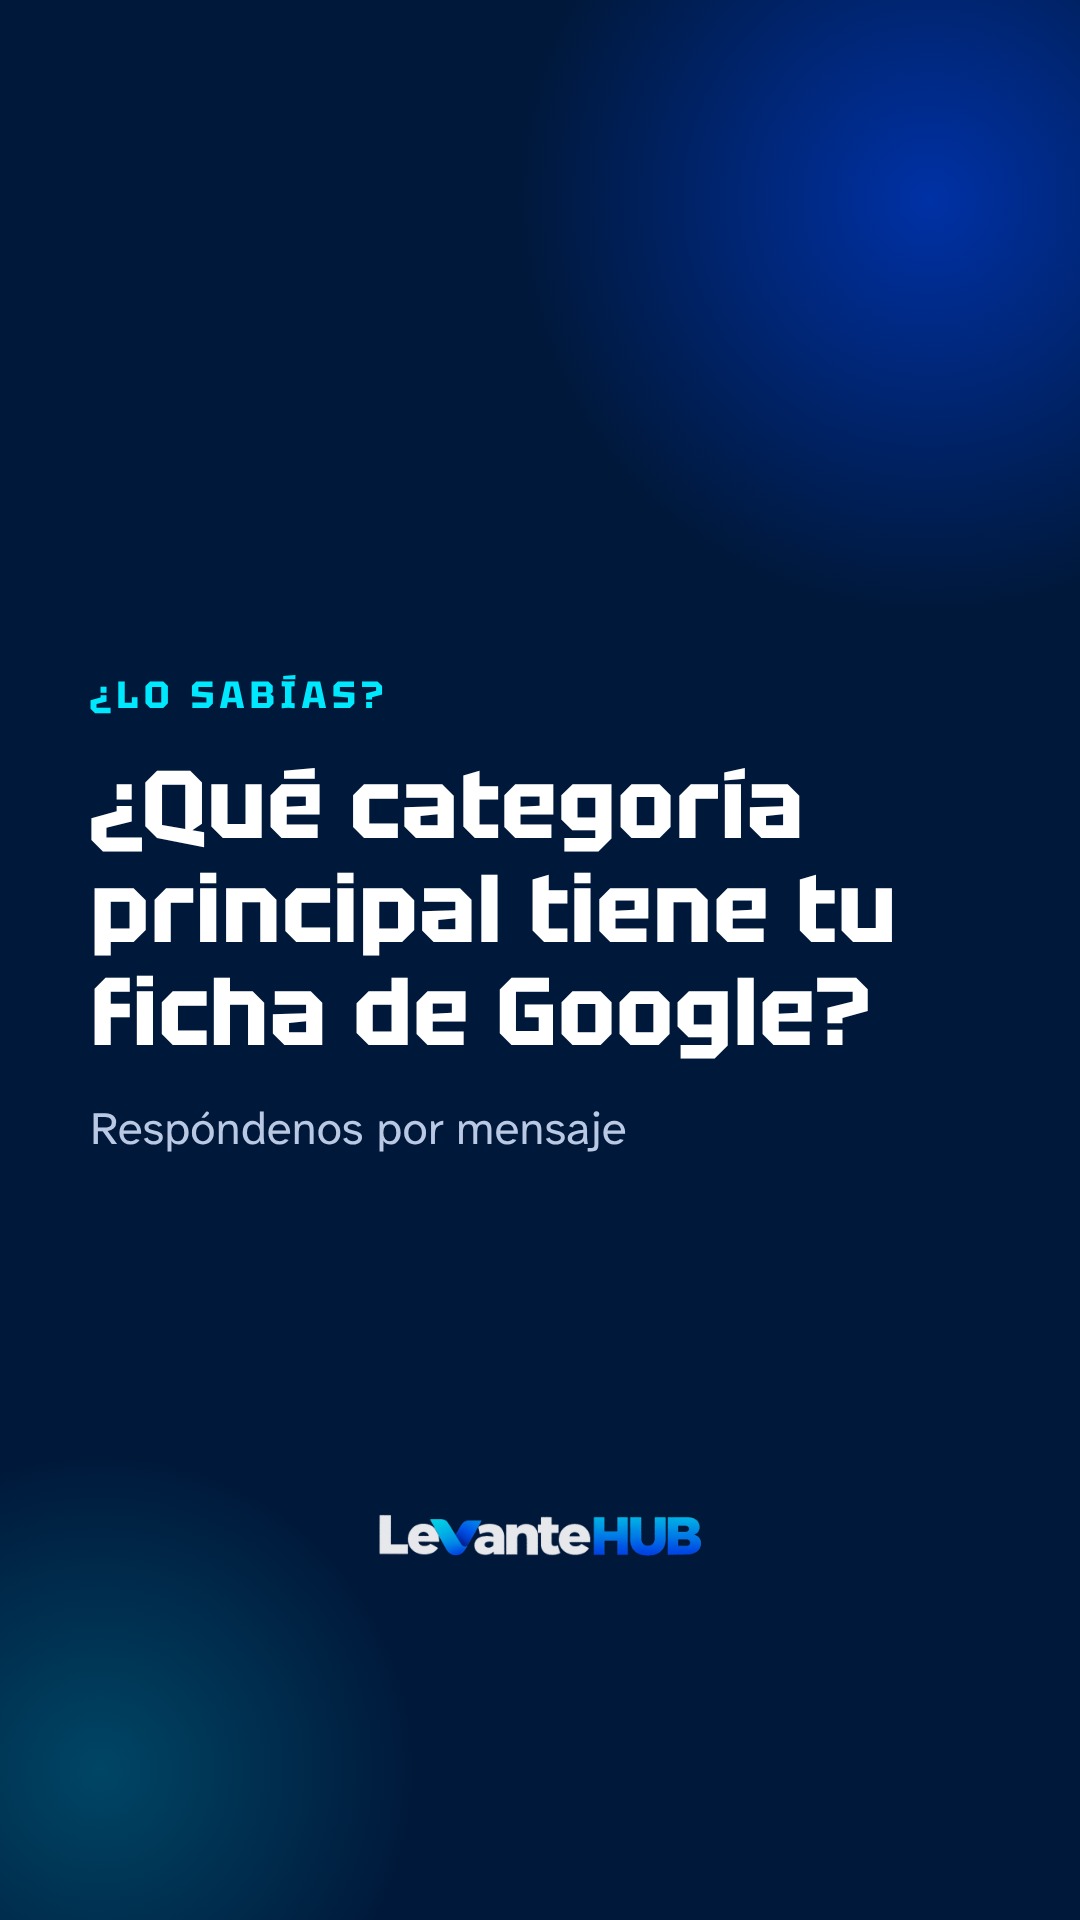 ¿LO SABÍAS?
¿Qué categoría
principal tiene tu
ficha de Google?
Respóndenos por mensaje
LevanteHUB